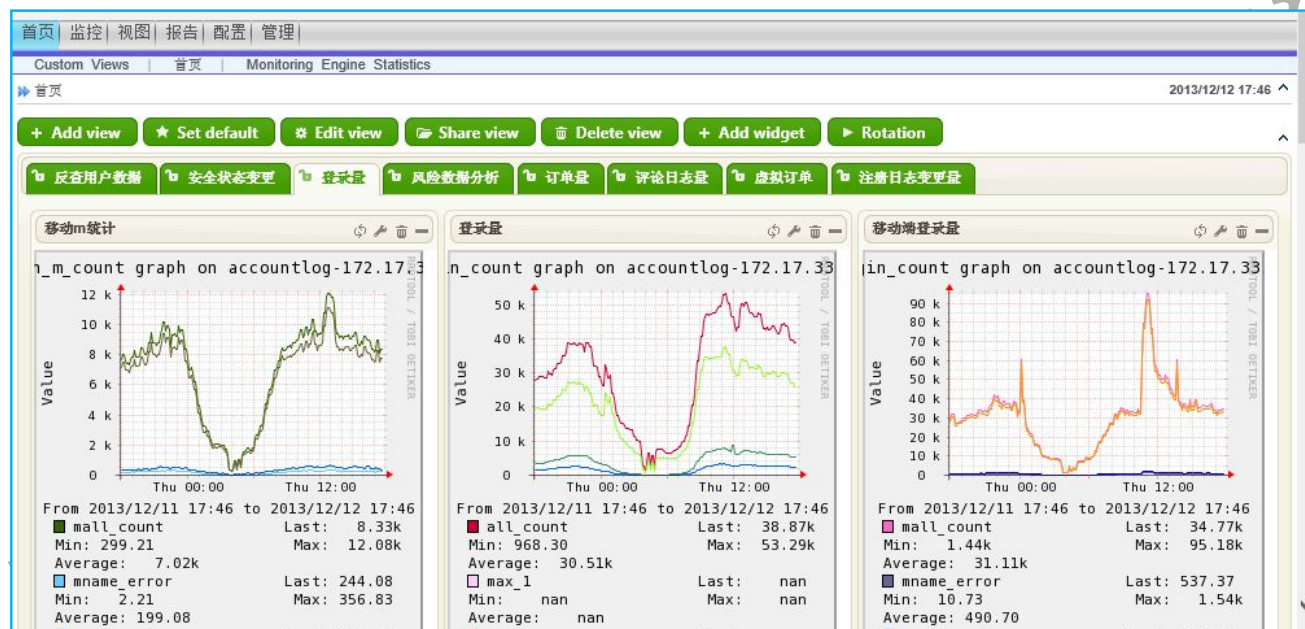 首页| 监控| 视图| 报告| 配置| 管理|
Custom Views | 首页 | Monitoring Engine Statistics
首页 2013/12/12 17:46
+ Add view Set default Edit view Share view Delete view + Add widget Rotation
反查用户数据 安全状态变更 登录量 风险数据分析 订单量 评论日志量 虚拟订单 注册日志变更量
移动m统计
n_m_count graph on accountlog-172.17.3
RRDTOOL / TOBI OETIKER
12 k
10 k
8 k
6 k
4 k
2 k
0
Value
Thu 00:00 Thu 12:00
From 2013/12/11 17:46 to 2013/12/12 17:46
mall_count Last: 8.33k
Min: 299.21 Max: 12.08k
Average: 7.02k
mname_error Last: 244.08
Min: 2.21 Max: 356.83
Average: 199.08
登录量
n_count graph on accountlog-172.17.33
RRDTOOL / TOBI OETIKER
50 k
40 k
30 k
20 k
10 k
0
Value
Thu 00:00 Thu 12:00
From 2013/12/11 17:46 to 2013/12/12 17:46
all_count Last: 38.87k
Min: 968.30 Max: 53.29k
Average: 30.51k
max_1 Last: nan
Min: nan Max: nan
Average: nan
移动端登录量
gin_count graph on accountlog-172.17.33
RRDTOOL / TOBI OETIKER
90 k
80 k
70 k
60 k
50 k
40 k
30 k
20 k
10 k
0
Value
Thu 00:00 Thu 12:00
From 2013/12/11 17:46 to 2013/12/12 17:46
mall_count Last: 34.77k
Min: 1.44k Max: 95.18k
Average: 31.11k
mname_error Last: 537.37
Min: 10.73 Max: 1.54k
Average: 490.70